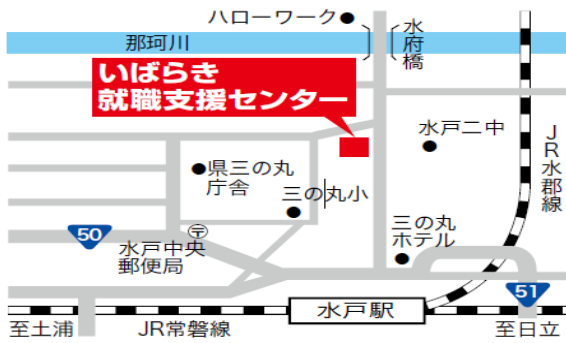 ハローワーク
那珂川
水府橋
いばらき
就職支援センター
水戸二中
JR水郡線
県三の丸
庁舎
三の丸小
50
〒
水戸中央
郵便局
三の丸
ホテル
51
水戸駅
至土浦
JR常磐線
至日立